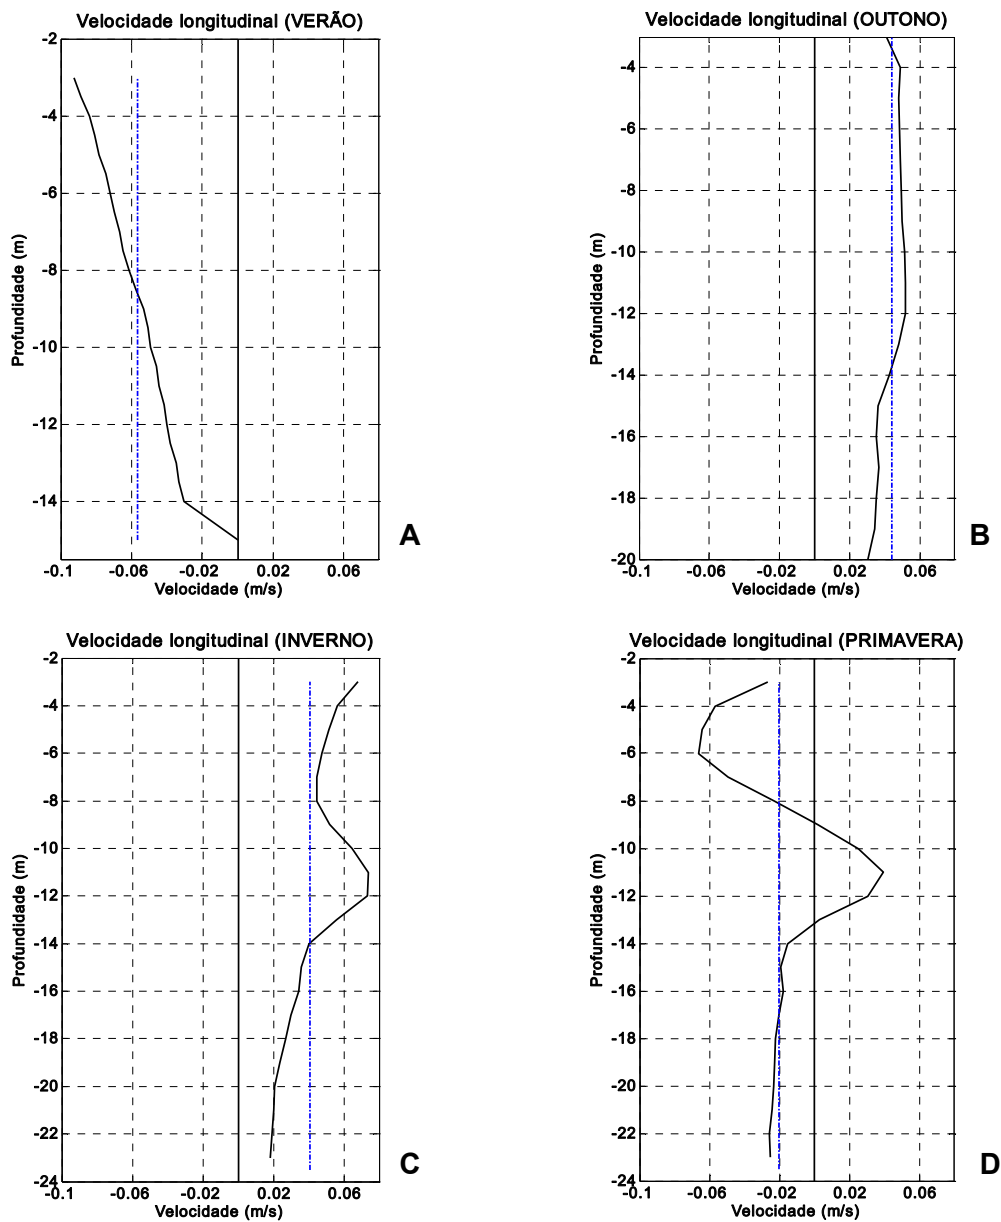 Velocidade longitudinal (VERÃO)
-2
-4
-6
-8
-10
-12
-14
Profundidade (m)
-0.1 -0.06 -0.02 0.02 0.06
Velocidade (m/s)
A
Velocidade longitudinal (OUTONO)
-4
-6
-8
-10
-12
-14
-16
-18
-20
Profundidade (m)
-0.1 -0.06 -0.02 0.02 0.06
Velocidade (m/s)
B
Velocidade longitudinal (INVERNO)
-2
-4
-6
-8
-10
-12
-14
-16
-18
-20
-22
-24
Profundidade (m)
-0.1 -0.06 -0.02 0.02 0.06
Velocidade (m/s)
C
Velocidade longitudinal (PRIMAVERA)
-2
-4
-6
-8
-10
-12
-14
-16
-18
-20
-22
-24
Profundidade (m)
-0.1 -0.06 -0.02 0.02 0.06
Velocidade (m/s)
D